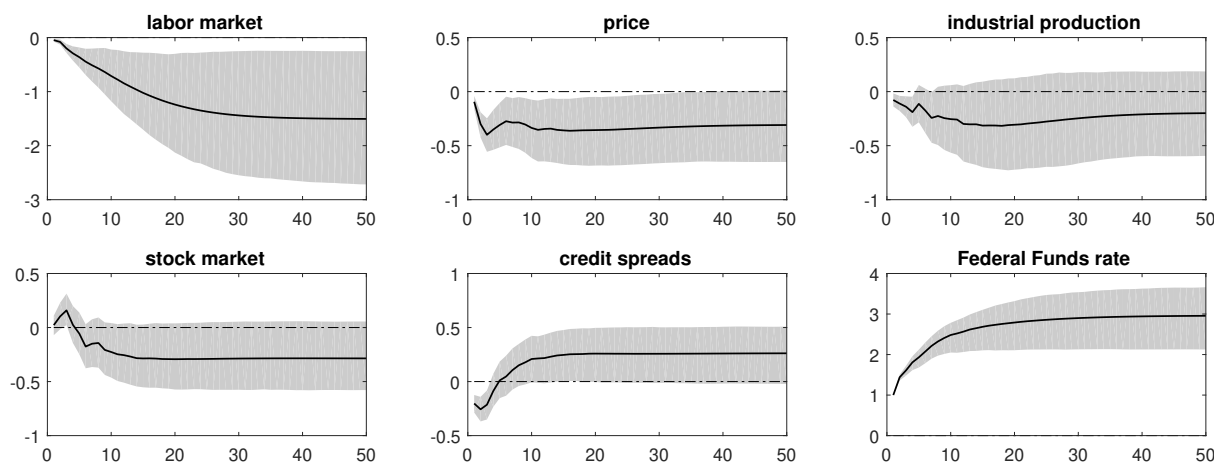 labor market
0
-1
-2
-3
0 10 20 30 40 50
price
0.5
0
-0.5
-1
0 10 20 30 40 50
industrial production
0.5
0
-0.5
-1
0 10 20 30 40 50
stock market
0.5
0
-0.5
-1
0 10 20 30 40 50
credit spreads
1
0.5
0
-0.5
0 10 20 30 40 50
Federal Funds rate
4
3
2
1
0
0 10 20 30 40 50